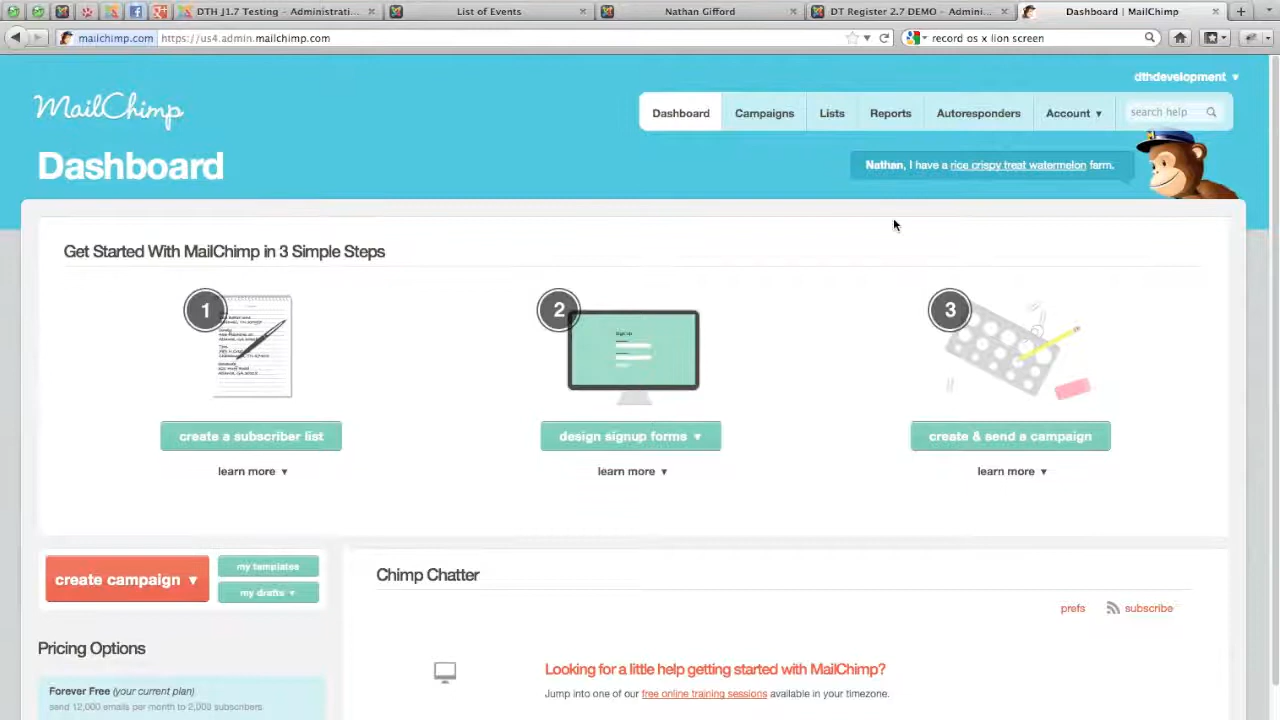 DTH J1.7 Testing - Administrati...
List of Events
Nathan Gifford
DT Register 2.7 DEMO - Admini...
Dashboard | MailChimp
mailchimp.com
https://us4.admin.mailchimp.com
record os x lion screen
dthdevelopment
MailChimp
Dashboard
Campaigns
Lists
Reports
Autoresponders
Account
search help
Dashboard
Nathan, I have a rice crispy treat watermelon farm.
Get Started With MailChimp in 3 Simple Steps
1
2
3
Sign Up
create a subscriber list
design signup forms
create & send a campaign
learn more
learn more
learn more
create campaign
my templates
my drafts
Chimp Chatter
prefs
subscribe
Pricing Options
Looking for a little help getting started with MailChimp?
Forever Free (your current plan)
Jump into one of our free online training sessions available in your timezone.
send 12,000 emails per month to 2,000 subscribers